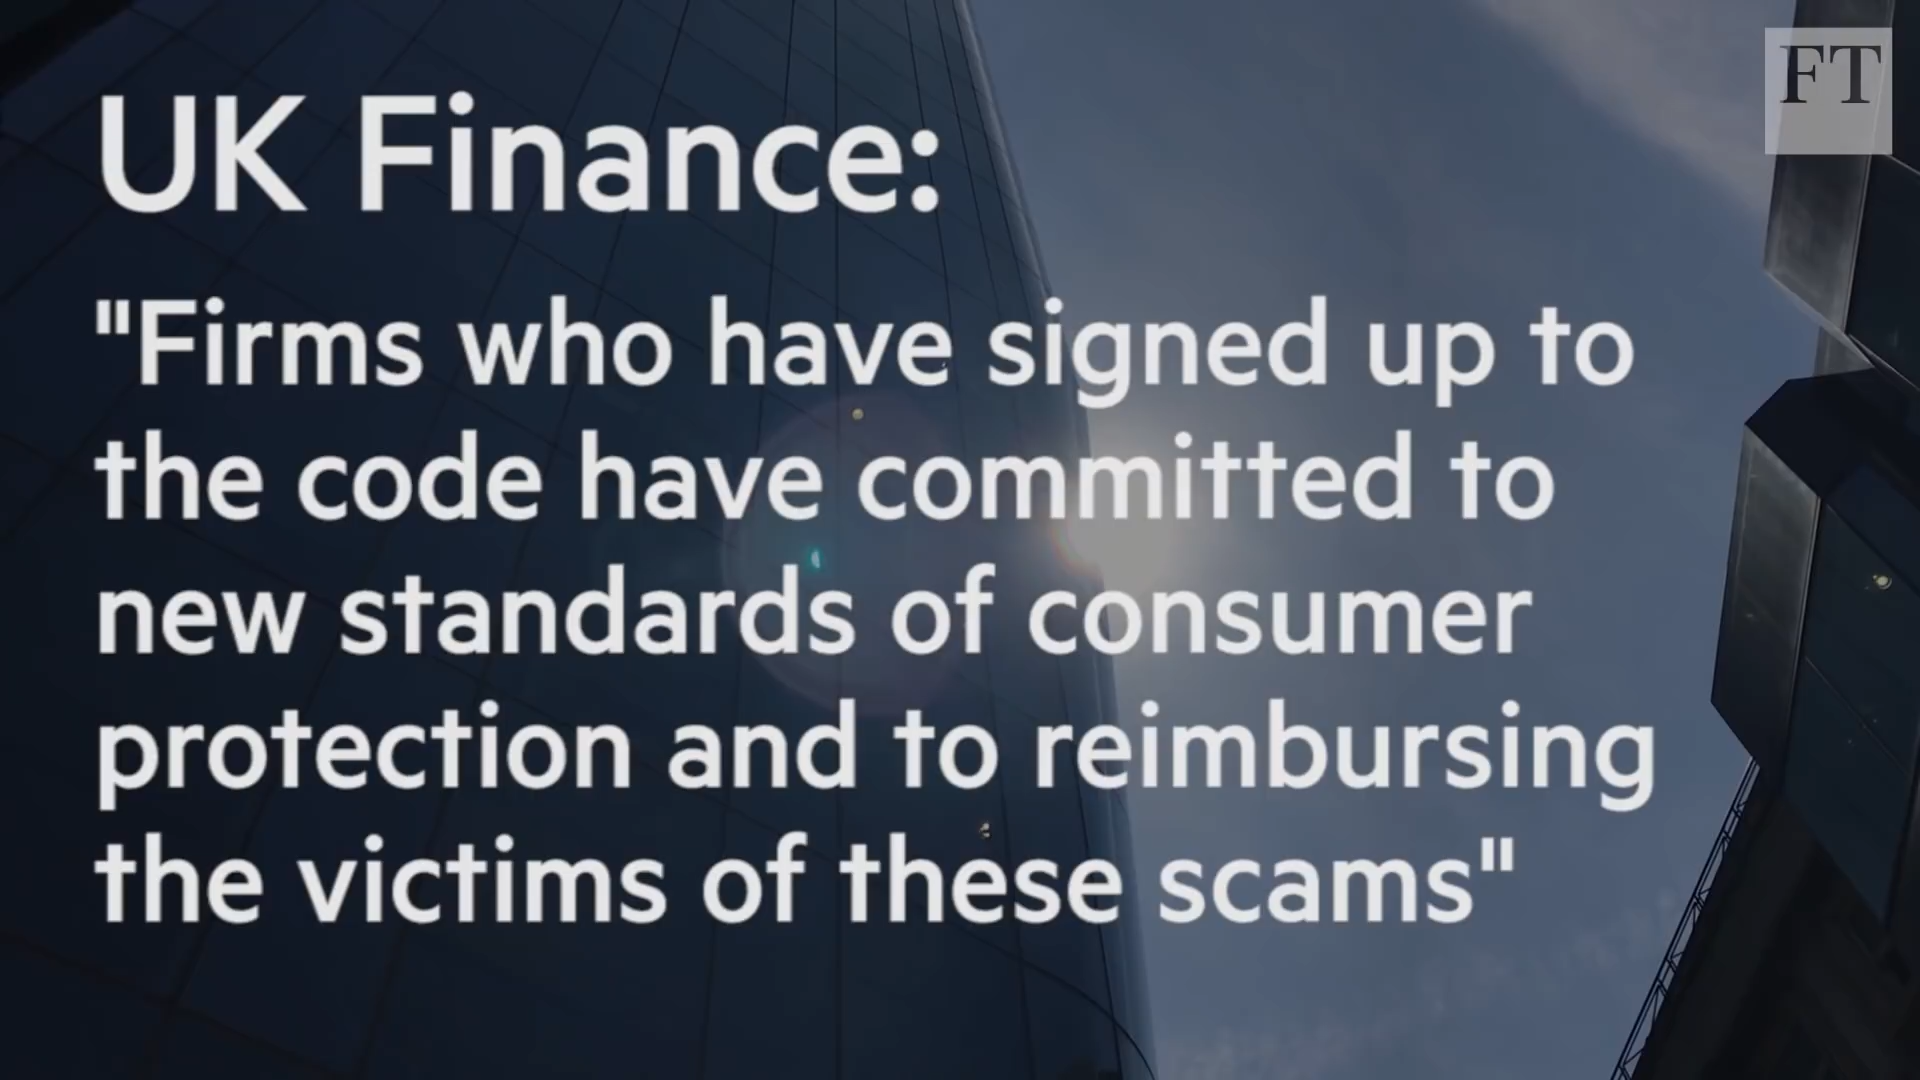 FT
UK Finance:
"Firms who have signed up to
the code have committed to
new standards of consumer
protection and to reimbursing
the victims of these scams"